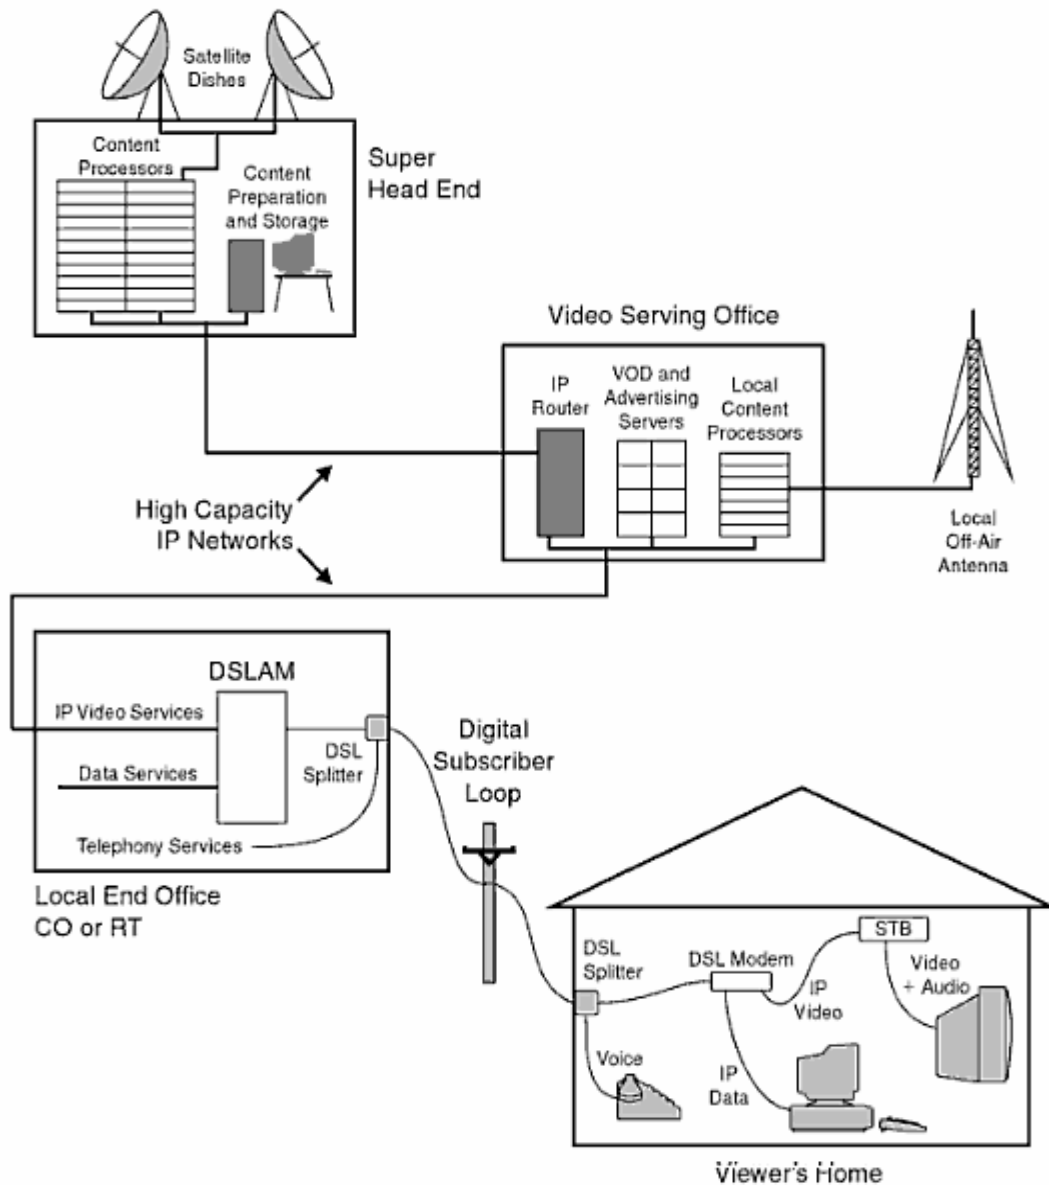 Satellite
Dishes
Content
Processors
Content
Preparation
and Storage
Super
Head End
Video Serving Office
IP
Router
VOD and
Advertising
Servers
Local
Content
Processors
High Capacity
IP Networks
Local
Off-Air
Antenna
DSLAM
IP Video Services
Data Services
DSL
Splitter
Telephony Services
Local End Office
CO or RT
Digital
Subscriber
Loop
DSL
Splitter
DSL Modem
STB
Video
+ Audio
IP
Video
Voice
IP
Data
Viewer's Home